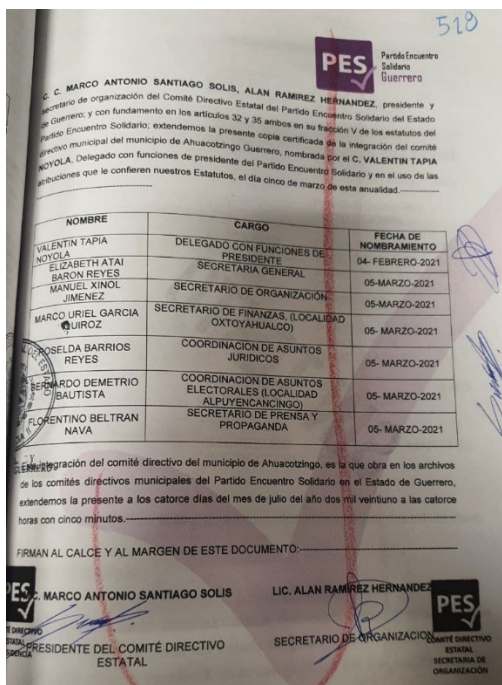 528
PES
Partido Encuentro
Solidario
Guerrero
C. C. MARCO ANTONIO SANTIAGO SOLIS, ALAN RAMIREZ HERNANDEZ, presidente y
secretario de organización del Comité Directivo Estatal del Partido Encuentro Solidario del Estado
de Guerrero; y con fundamento en los artículos 32 y 35 ambos en su fracción V de los estatutos del
Partido Encuentro Solidario; extendemos la presente copia certificada de la integración del comité
directivo municipal del municipio de Ahuacotzingo Guerrero, nombrada por el C. VALENTIN TAPIA
NOYOLA, Delegado con funciones de presidente del Partido Encuentro Solidario y en el uso de las
atribuciones que le confieren nuestros Estatutos, el día cinco de marzo de esta anualidad.
NOMBRE CARGO FECHA DE NOMBRAMIENTO
VALENTIN TAPIA NOYOLA DELEGADO CON FUNCIONES DE PRESIDENTE 04- FEBRERO-2021
ELIZABETH ATAI BARON REYES SECRETARIA GENERAL 05-MARZO-2021
MANUEL XINOL JIMENEZ SECRETARIO DE ORGANIZACIÓN 05-MARZO-2021
MARCO URIEL GARCIA QUIROZ SECRETARIO DE FINANZAS, (LOCALIDAD OXTOYAHUALCO) 05- MARZO-2021
ROSELDA BARRIOS REYES COORDINACION DE ASUNTOS JURIDICOS 05- MARZO-2021
BERNARDO DEMETRIO BAUTISTA COORDINACION DE ASUNTOS ELECTORALES (LOCALIDAD ALPUYENCANCINGO) 05- MARZO-2021
FLORENTINO BELTRAN NAVA SECRETARIO DE PRENSA Y PROPAGANDA 05- MARZO-2021
integración del comité directivo del municipio de Ahuacotzingo, es la que obra en los archivos
de los comités directivos municipales del Partido Encuentro Solidario en el Estado de Guerrero,
extendemos la presente a los catorce días del mes de julio del año dos mil veintiuno a las catorce
horas con cinco minutos.
FIRMAN AL CALCE Y AL MARGEN DE ESTE DOCUMENTO:
C. MARCO ANTONIO SANTIAGO SOLIS
PRESIDENTE DEL COMITÉ DIRECTIVO
ESTATAL
LIC. ALAN RAMIREZ HERNANDEZ
SECRETARIO DE ORGANIZACION
PES
PES
COMITÉ DIRECTIVO
ESTATAL
SECRETARIA DE
ORGANIZACIÓN